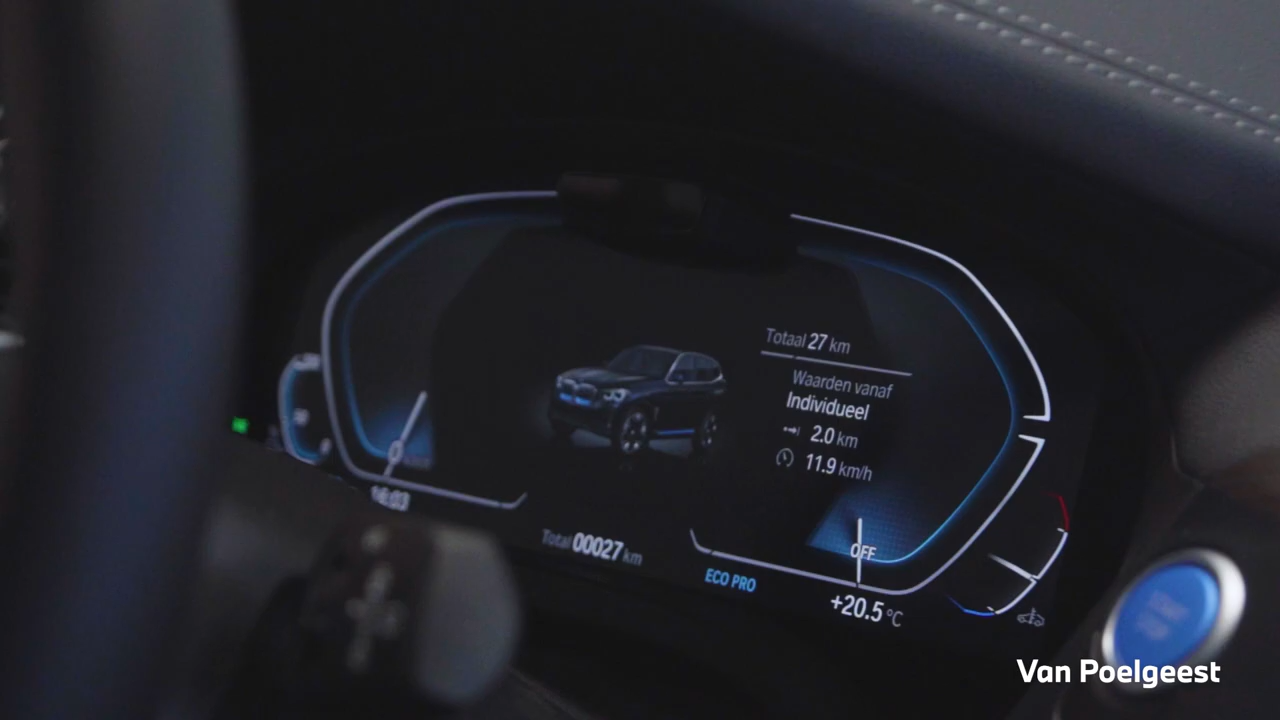 Totaal 27 km
Waarden vanaf
Individueel
2.0 km
11.9 km/h
OFF
Total 00027 km
ECO PRO
+20.5 °C
Van Poelgeest